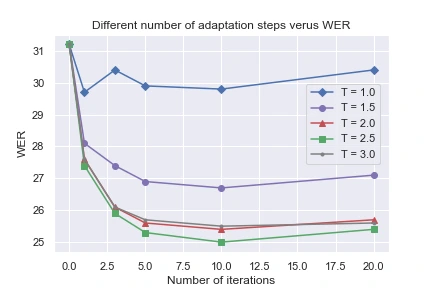 Different number of adaptation steps verus WER
WER
31
30
29
28
27
26
25
T = 1.0
T = 1.5
T = 2.0
T = 2.5
T = 3.0
0.0 2.5 5.0 7.5 10.0 12.5 15.0 17.5 20.0
Number of iterations